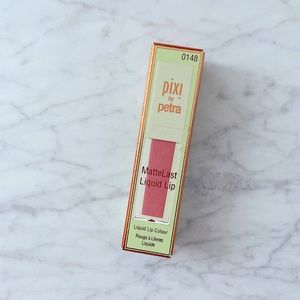 0148
pixi
by
petra
MatteLast
Liquid Lip
Liquid Lip Colour
Rouge à Lèvres
Liquide